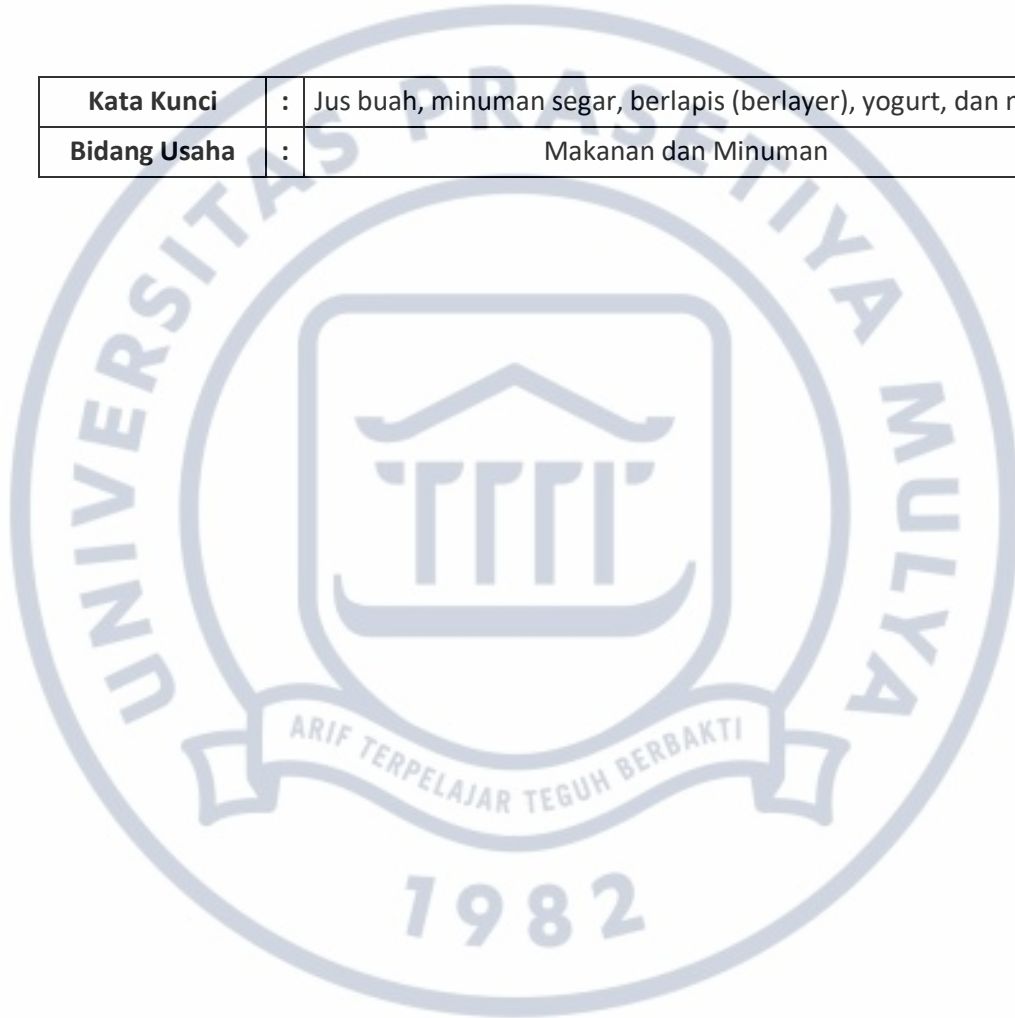 Kata Kunci : Jus buah, minuman segar, berlapis (berlayer), yogurt, dan
Bidang Usaha : Makanan dan Minuman
UNIVERSITAS PRASETIYA MULYA
ARIF TERPELAJAR TEGUH BERBAKTI
1982